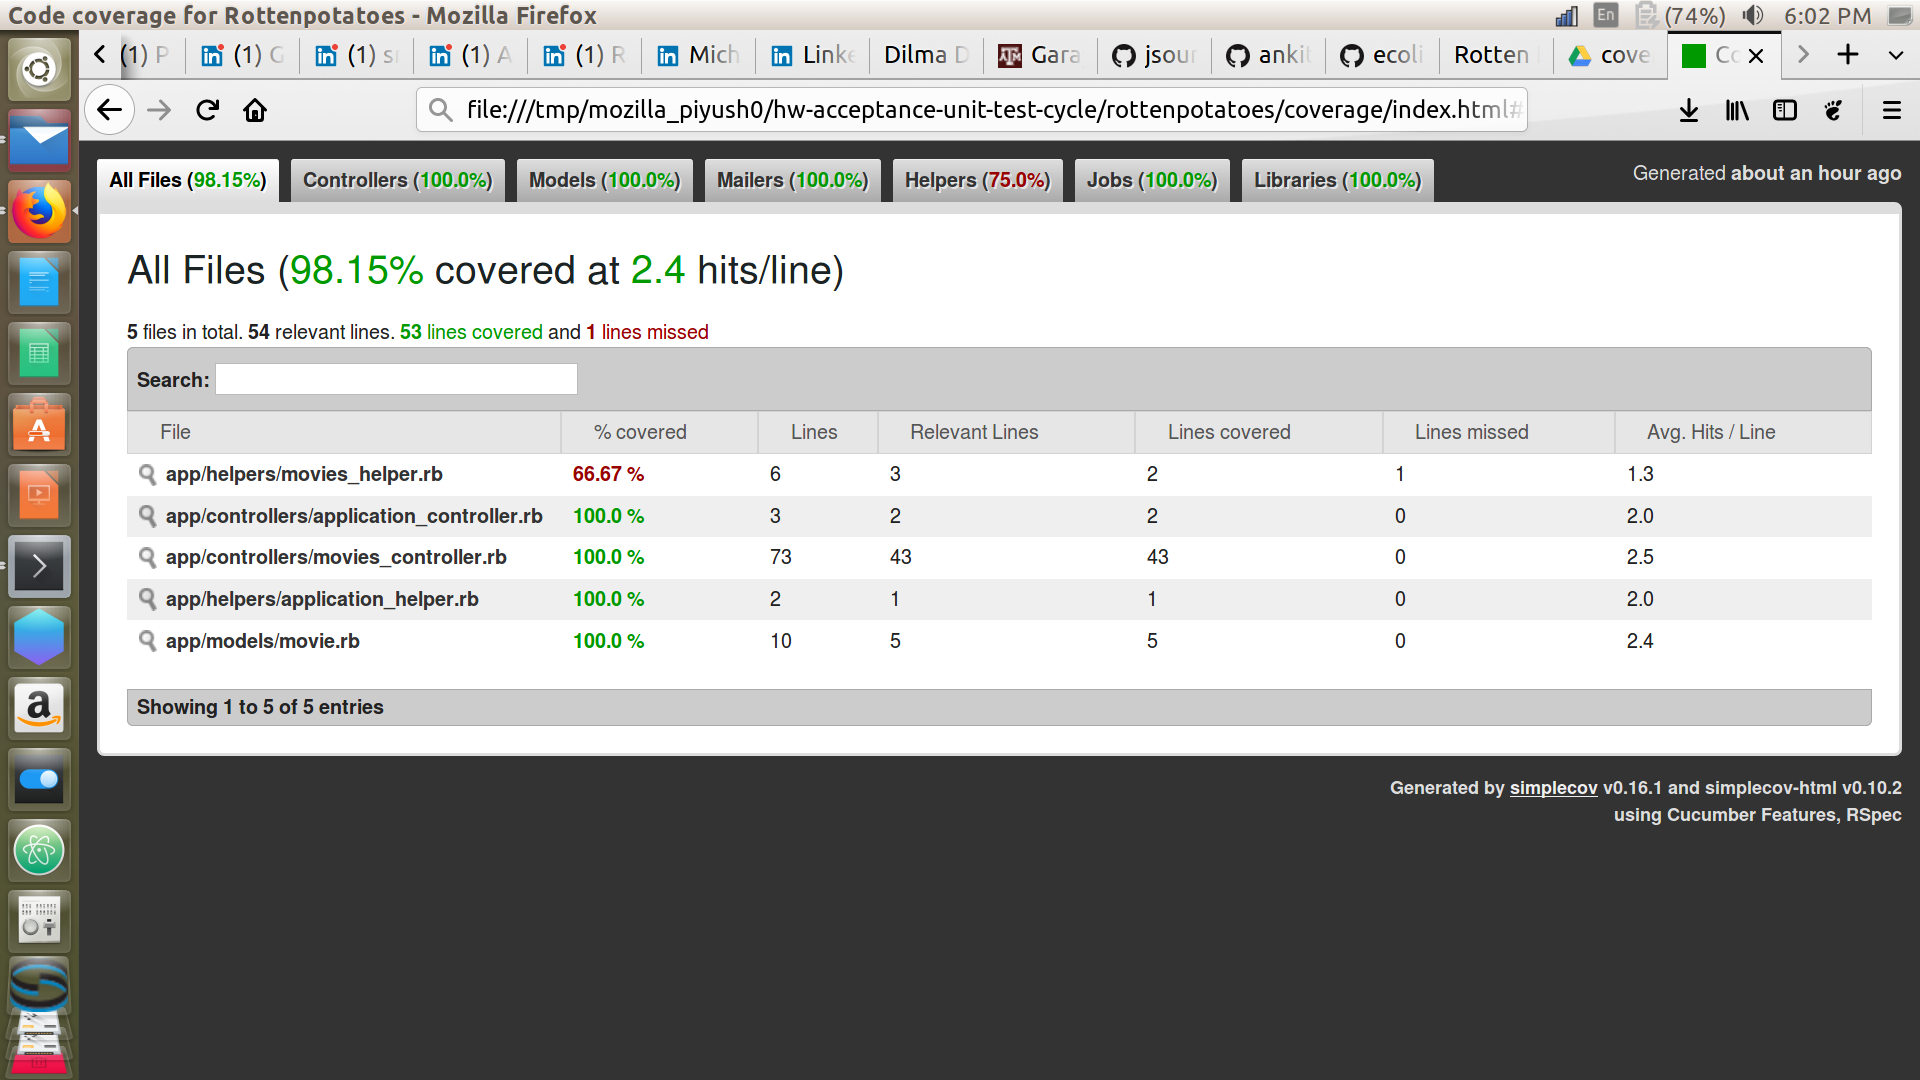 Code coverage for Rottenpotatoes - Mozilla Firefox
En (74%) 6:02 PM
(1) P (1) G (1) (1) A (1) R Mich Linke Dilma D Gara jsour anki ecoli Rotten cove Co
file:///tmp/mozilla_piyush0/hw-acceptance-unit-test-cycle/rottenpotatoes/coverage/index.html#
All Files (98.15%) Controllers (100.0%) Models (100.0%) Mailers (100.0%) Helpers (75.0%) Jobs (100.0%) Libraries (100.0%) Generated about an hour ago
All Files (98.15% covered at 2.4 hits/line)
5 files in total. 54 relevant lines. 53 lines covered and 1 lines missed
Search:
File % covered Lines Relevant Lines Lines covered Lines missed Avg. Hits / Line
app/helpers/movies_helper.rb 66.67 % 6 3 2 1 1.3
app/controllers/application_controller.rb 100.0 % 3 2 2 0 2.0
app/controllers/movies_controller.rb 100.0 % 73 43 43 0 2.5
app/helpers/application_helper.rb 100.0 % 2 1 1 0 2.0
app/models/movie.rb 100.0 % 10 5 5 0 2.4
Showing 1 to 5 of 5 entries
Generated by simplecov v0.16.1 and simplecov-html v0.10.2
using Cucumber Features, RSpec